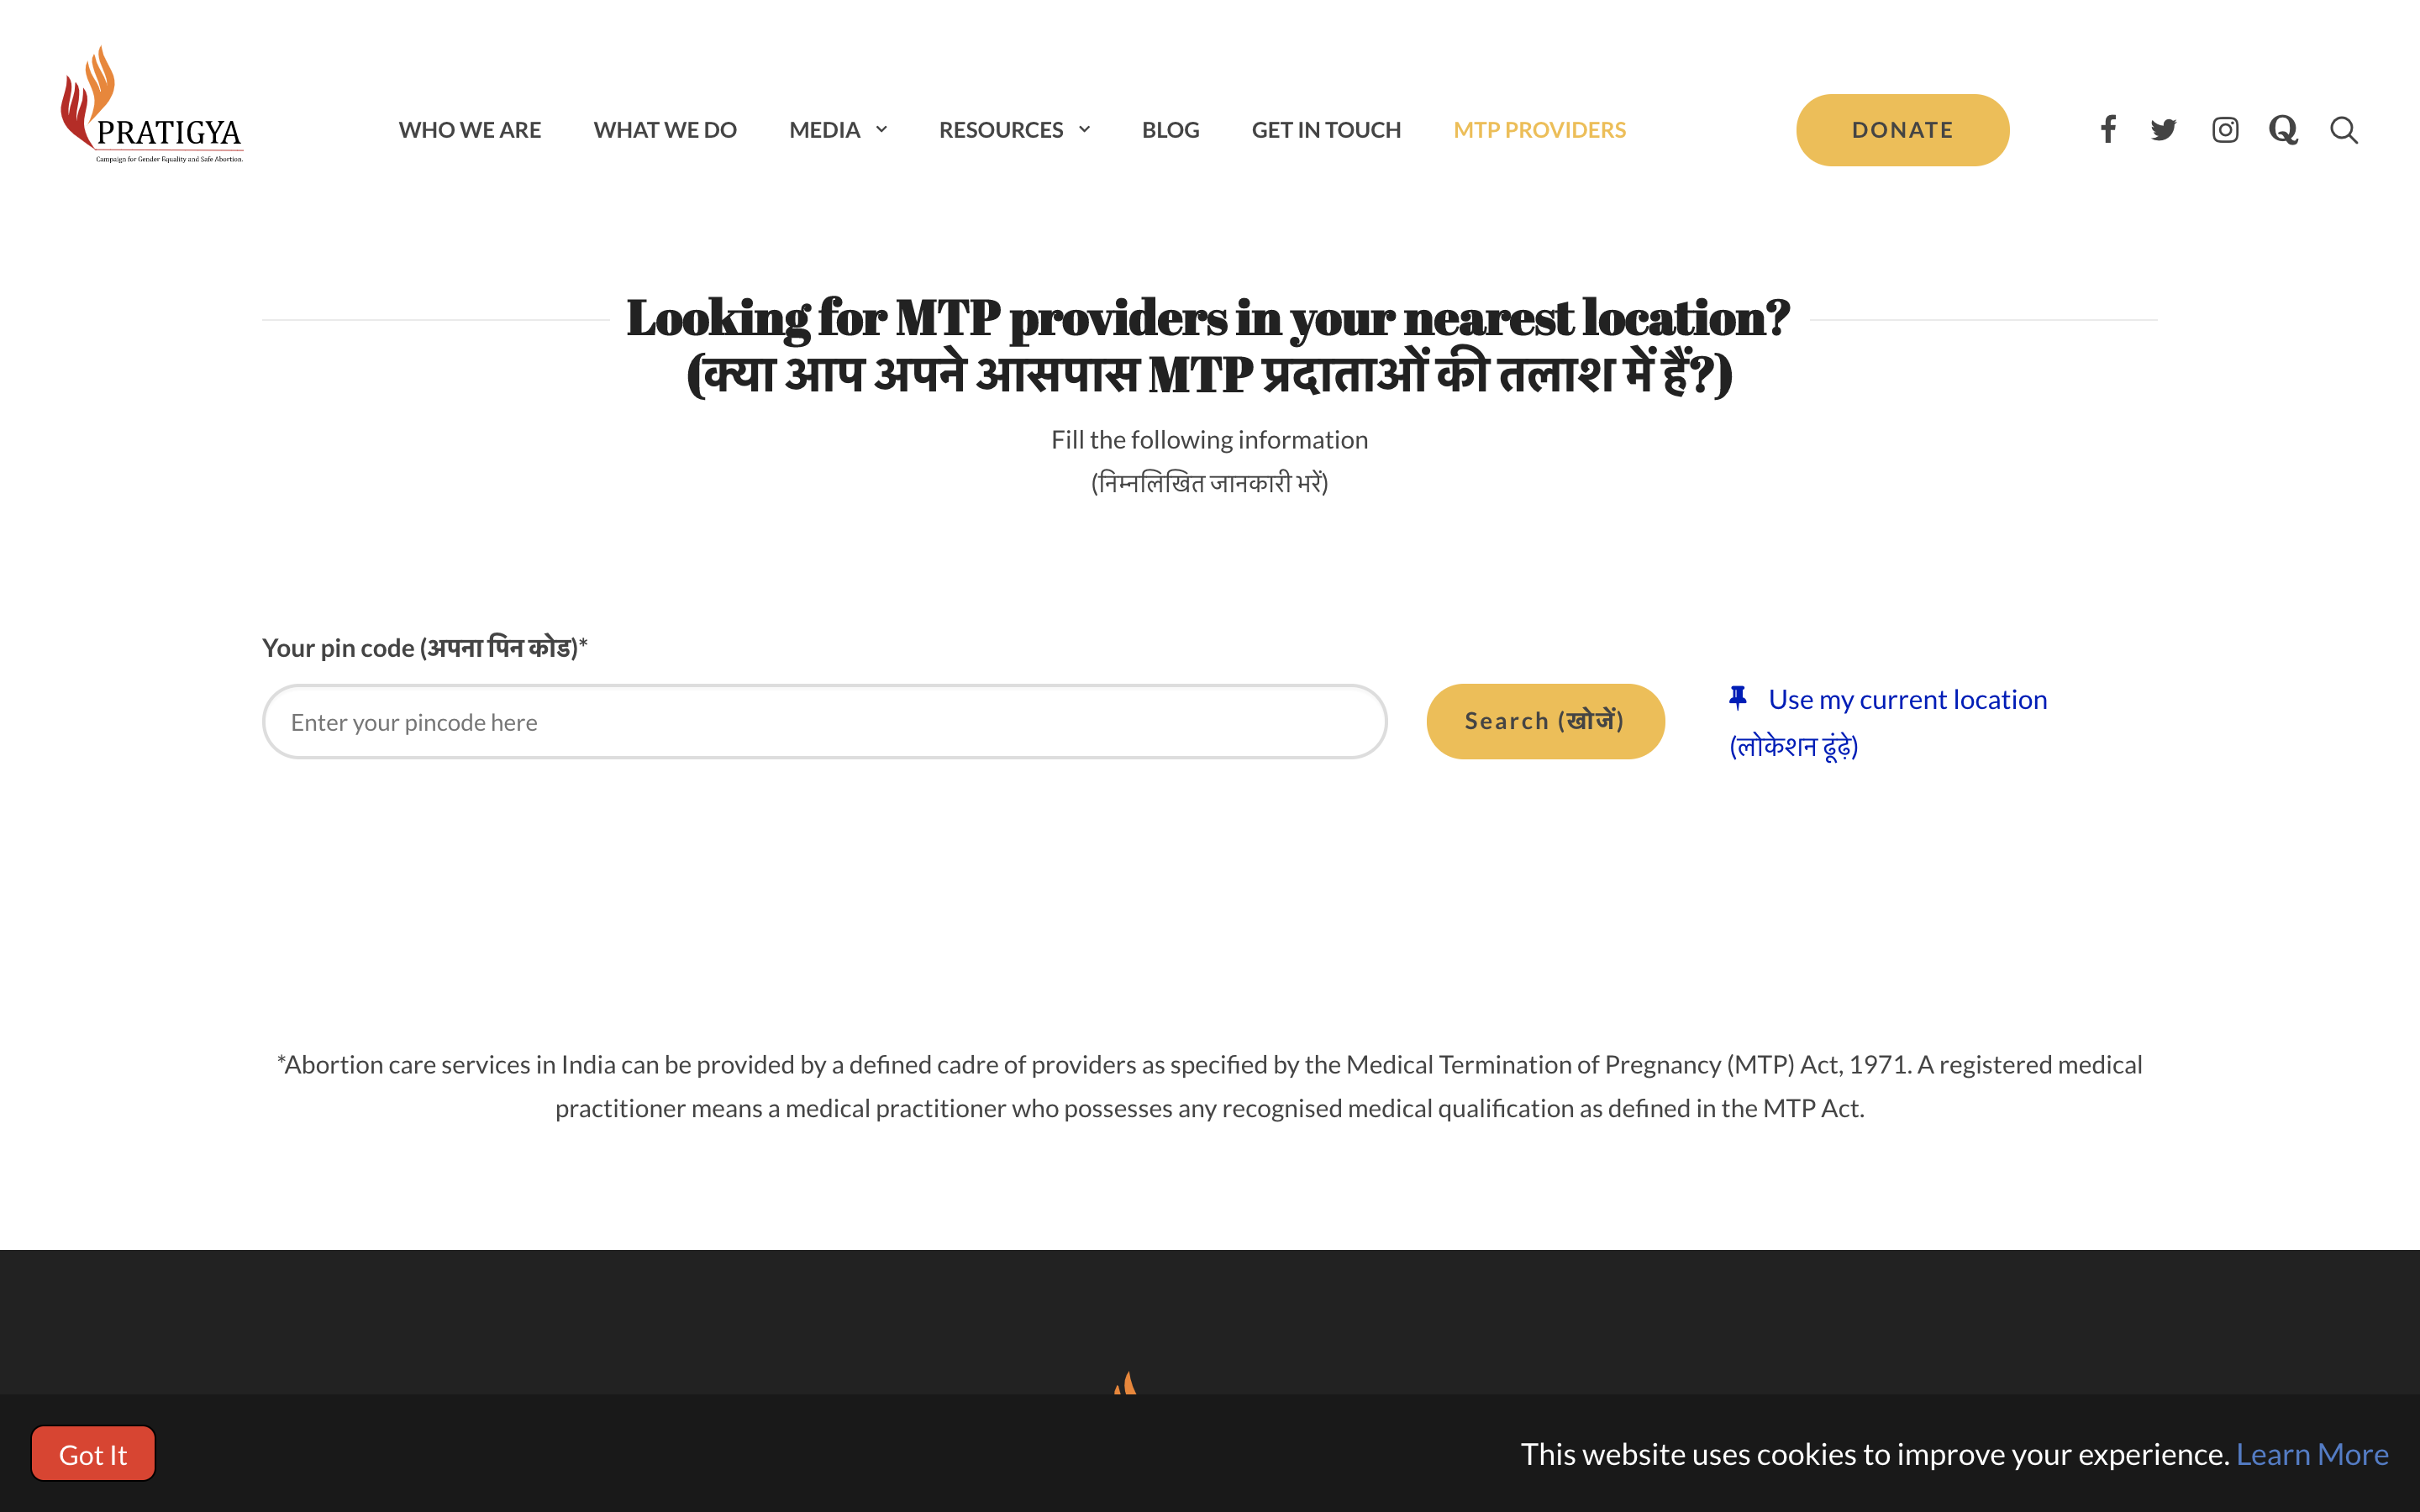 PRATIGYA
Campaign for Gender Equality and Safe Abortion.
WHO WE ARE
WHAT WE DO
MEDIA
RESOURCES
BLOG
GET IN TOUCH
MTP PROVIDERS
DONATE
Looking for MTP providers in your nearest location?
(क्या आप अपने आसपास MTP प्रदाताओं की तलाश में हैं?)
Fill the following information
(निम्नलिखित जानकारी भरें)
Your pin code (अपना पिन कोड)*
Enter your pincode here
Search (खोजें)
Use my current location
(लोकेशन ढूंढ़े)
*Abortion care services in India can be provided by a defined cadre of providers as specified by the Medical Termination of Pregnancy (MTP) Act, 1971. A registered medical
practitioner means a medical practitioner who possesses any recognised medical qualification as defined in the MTP Act.
Got It
This website uses cookies to improve your experience. Learn More